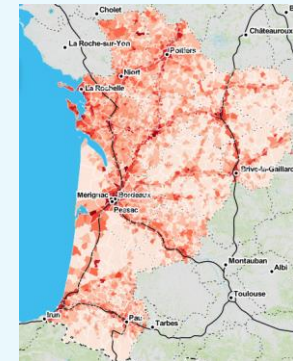 Cholet
Châteauroux
La Roche-sur-Yon
Poitiers
Niort
La Rochelle
Brive-la-Gaillard
Mérignac
Bordeaux
Pessac
Montauban
Albi
Toulouse
Irun
Pau
Tarbes